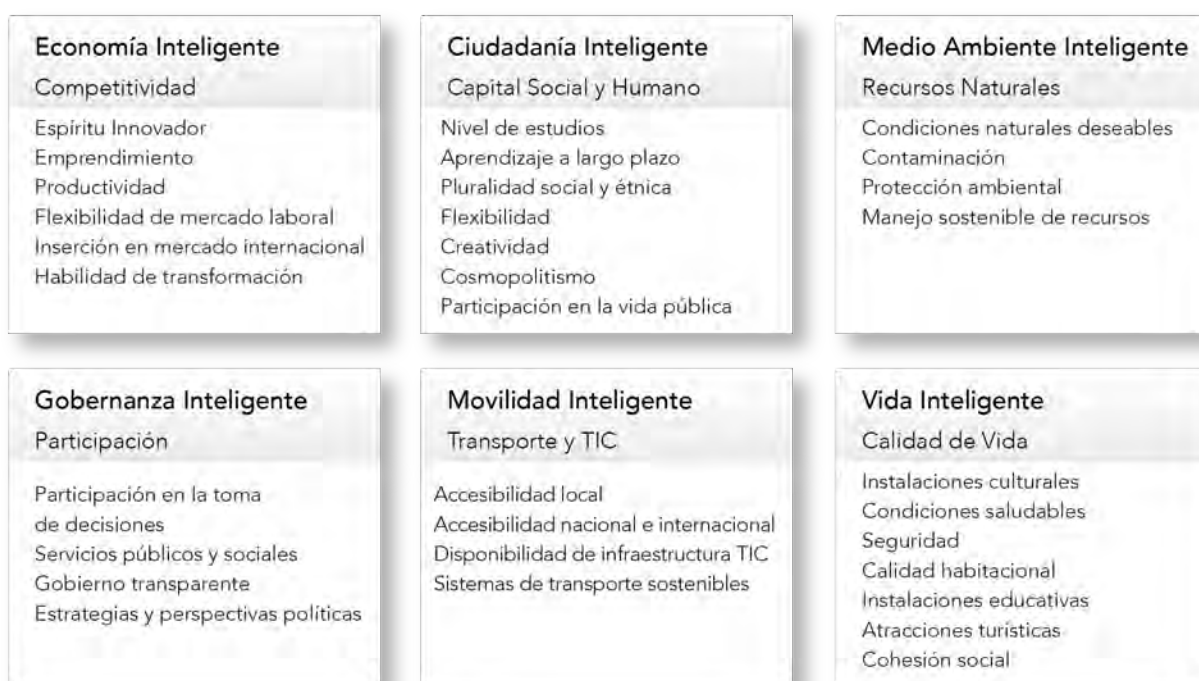 Economía Inteligente
Competitividad
Espíritu Innovador
Emprendimiento
Productividad
Flexibilidad de mercado laboral
Inserción en mercado internacional
Habilidad de transformación
Ciudadanía Inteligente
Capital Social y Humano
Nivel de estudios
Aprendizaje a largo plazo
Pluralidad social y étnica
Flexibilidad
Creatividad
Cosmopolitismo
Participación en la vida pública
Medio Ambiente Inteligente
Recursos Naturales
Condiciones naturales deseables
Contaminación
Protección ambiental
Manejo sostenible de recursos
Gobernanza Inteligente
Participación
Participación en la toma
de decisiones
Servicios públicos y sociales
Gobierno transparente
Estrategias y perspectivas políticas
Movilidad Inteligente
Transporte y TIC
Accesibilidad local
Accesibilidad nacional e internacional
Disponibilidad de infraestructura TIC
Sistemas de transporte sostenibles
Vida Inteligente
Calidad de Vida
Instalaciones culturales
Condiciones saludables
Seguridad
Calidad habitacional
Instalaciones educativas
Atracciones turísticas
Cohesión social